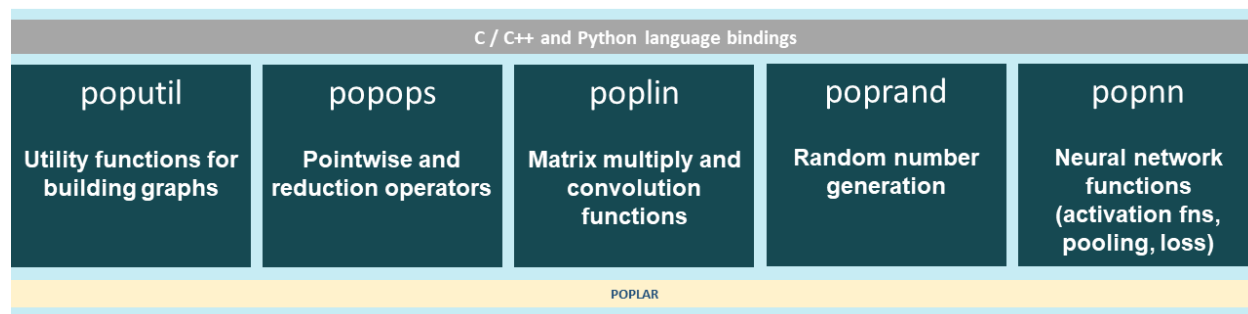 C / C++ and Python language bindings
poputil
Utility functions for
building graphs
popops
Pointwise and
reduction operators
poplin
Matrix multiply and
convolution
functions
poprand
Random number
generation
popnn
Neural network
functions
(activation fns,
pooling, loss)
POPLAR